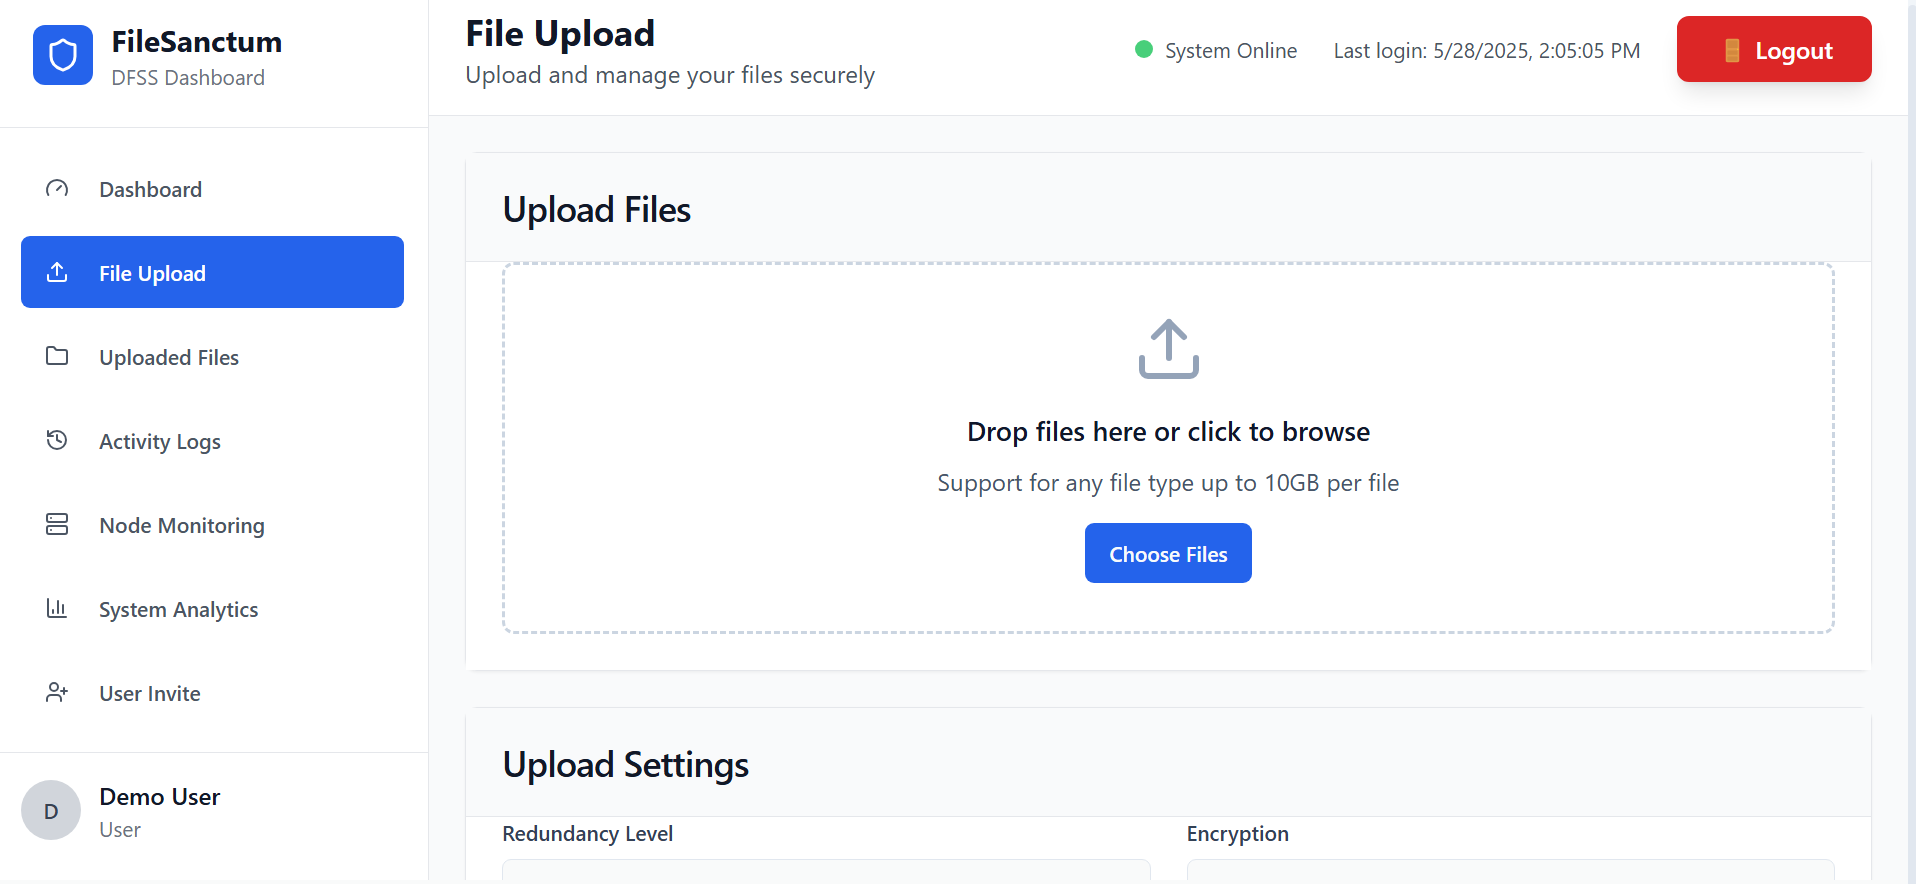 FileSanctum
DFSS Dashboard
Dashboard
File Upload
Uploaded Files
Activity Logs
Node Monitoring
System Analytics
User Invite
D
Demo User
User
File Upload
Upload and manage your files securely
System Online
Last login: 5/28/2025, 2:05:05 PM
Logout
Upload Files
Drop files here or click to browse
Support for any file type up to 10GB per file
Choose Files
Upload Settings
Redundancy Level
Encryption